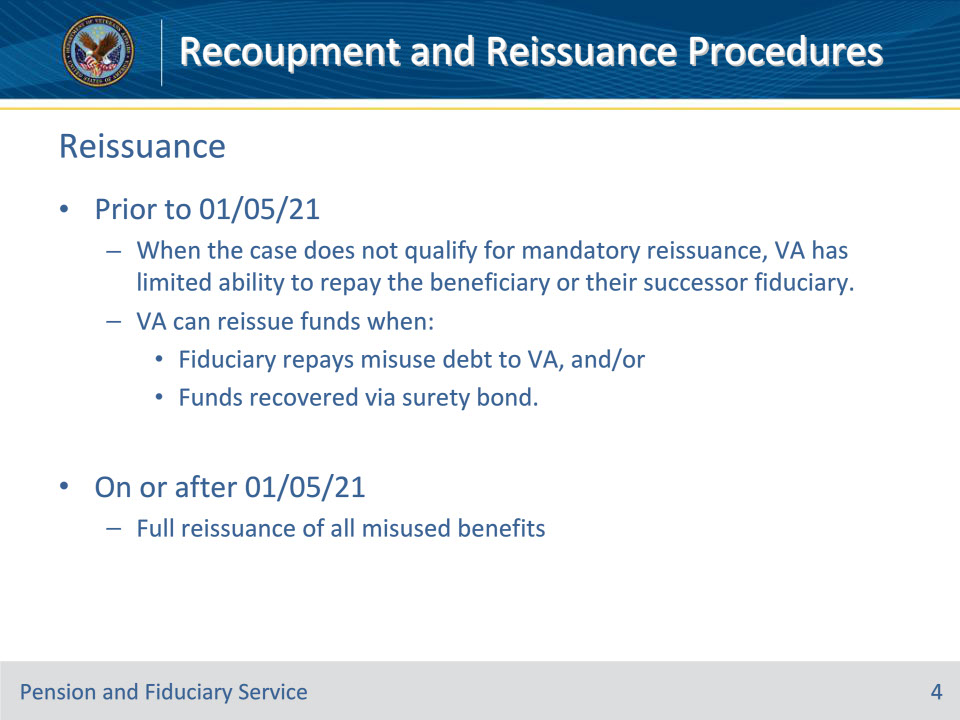 Recoupment and Reissuance Procedures
Reissuance
• Prior to 01/05/21
– When the case does not qualify for mandatory reissuance, VA has
limited ability to repay the beneficiary or their successor fiduciary.
– VA can reissue funds when:
• Fiduciary repays misuse debt to VA, and/or
• Funds recovered via surety bond.
• On or after 01/05/21
– Full reissuance of all misused benefits
Pension and Fiduciary Service
4